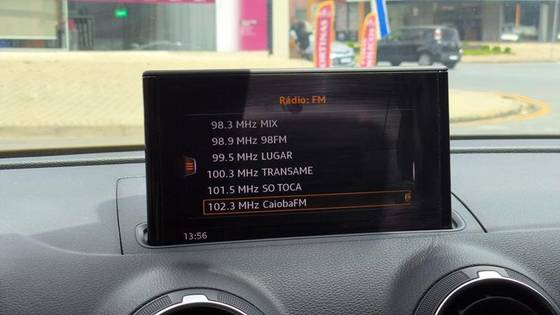 Rádio: FM
98.3 MHz MIX
98.9 MHz 98FM
99.5 MHz LUGAR
100.3 MHz TRANSAME
101.5 MHz SO TOCA
102.3 MHz CaiobaFM
13:56